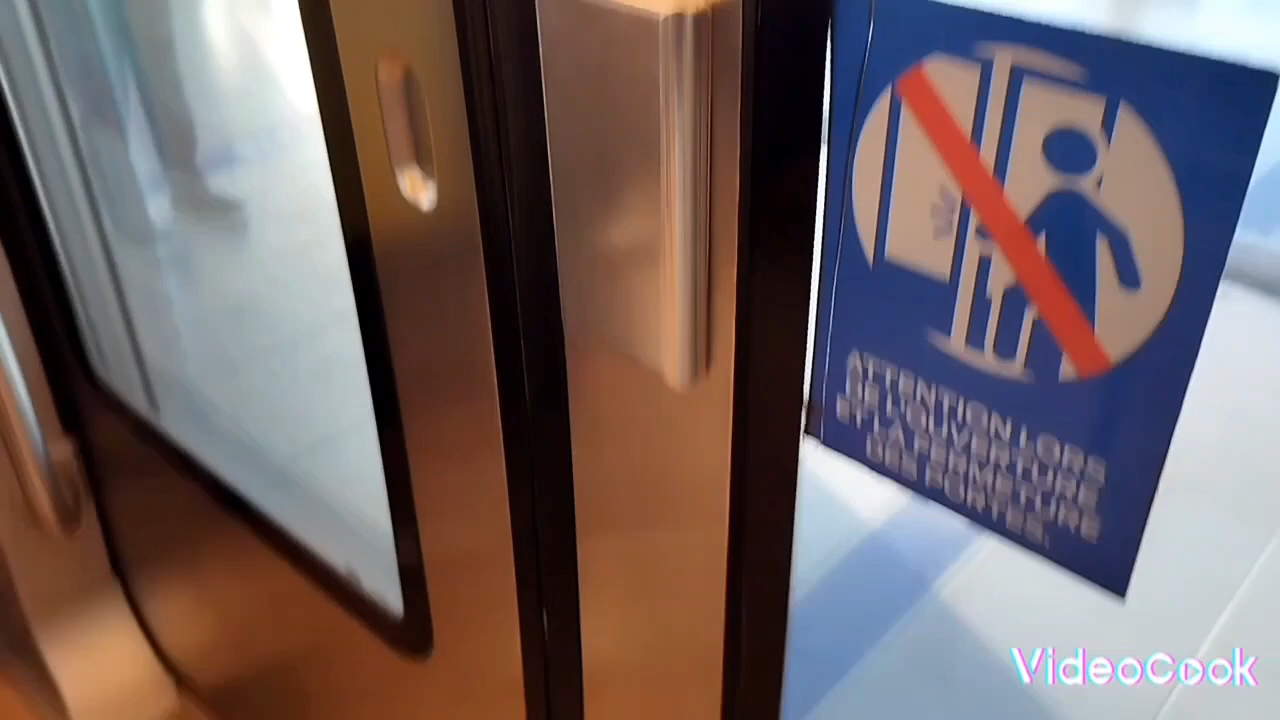 ATTENTION LORS
DE L'OUVERTURE
ET LA FERMETURE
DES PORTES.
VideoCook